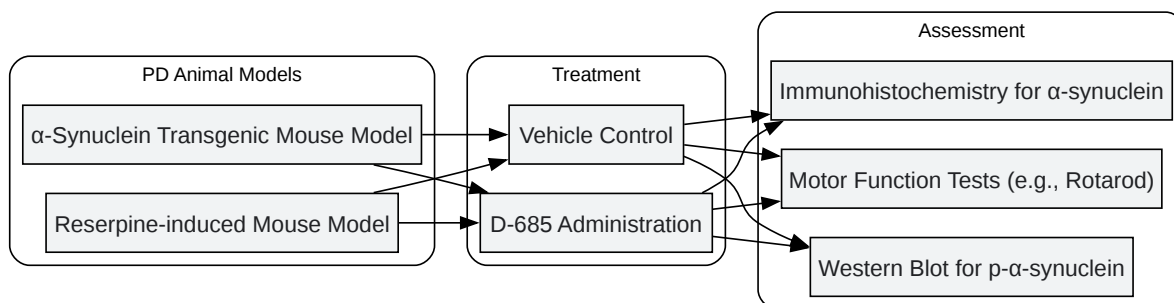 PD Animal Models
α-Synuclein Transgenic Mouse Model
Reserpine-induced Mouse Model
Treatment
Vehicle Control
D-685 Administration
Assessment
Immunohistochemistry for α-synuclein
Motor Function Tests (e.g., Rotarod)
Western Blot for p-α-synuclein